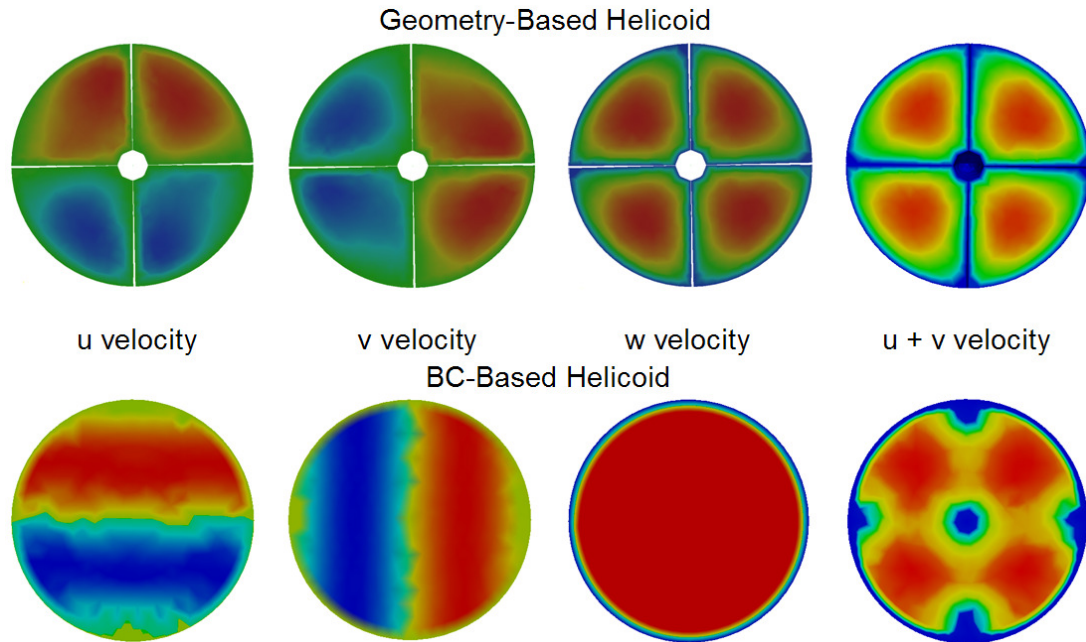 Geometry-Based Helicoid
u velocity
v velocity
w velocity
u + v velocity
BC-Based Helicoid